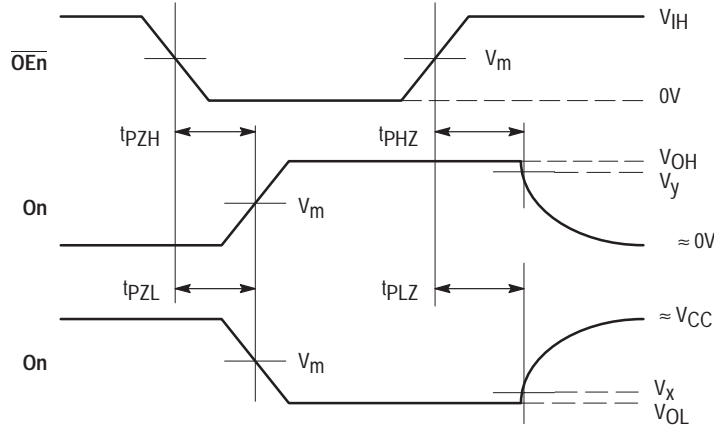 V_IH
OEn
V_m
0V
t_PZH
t_PHZ
V_OH
V_y
On
V_m
≈ 0V
t_PZL
t_PLZ
≈ V_CC
On
V_m
V_x
V_OL